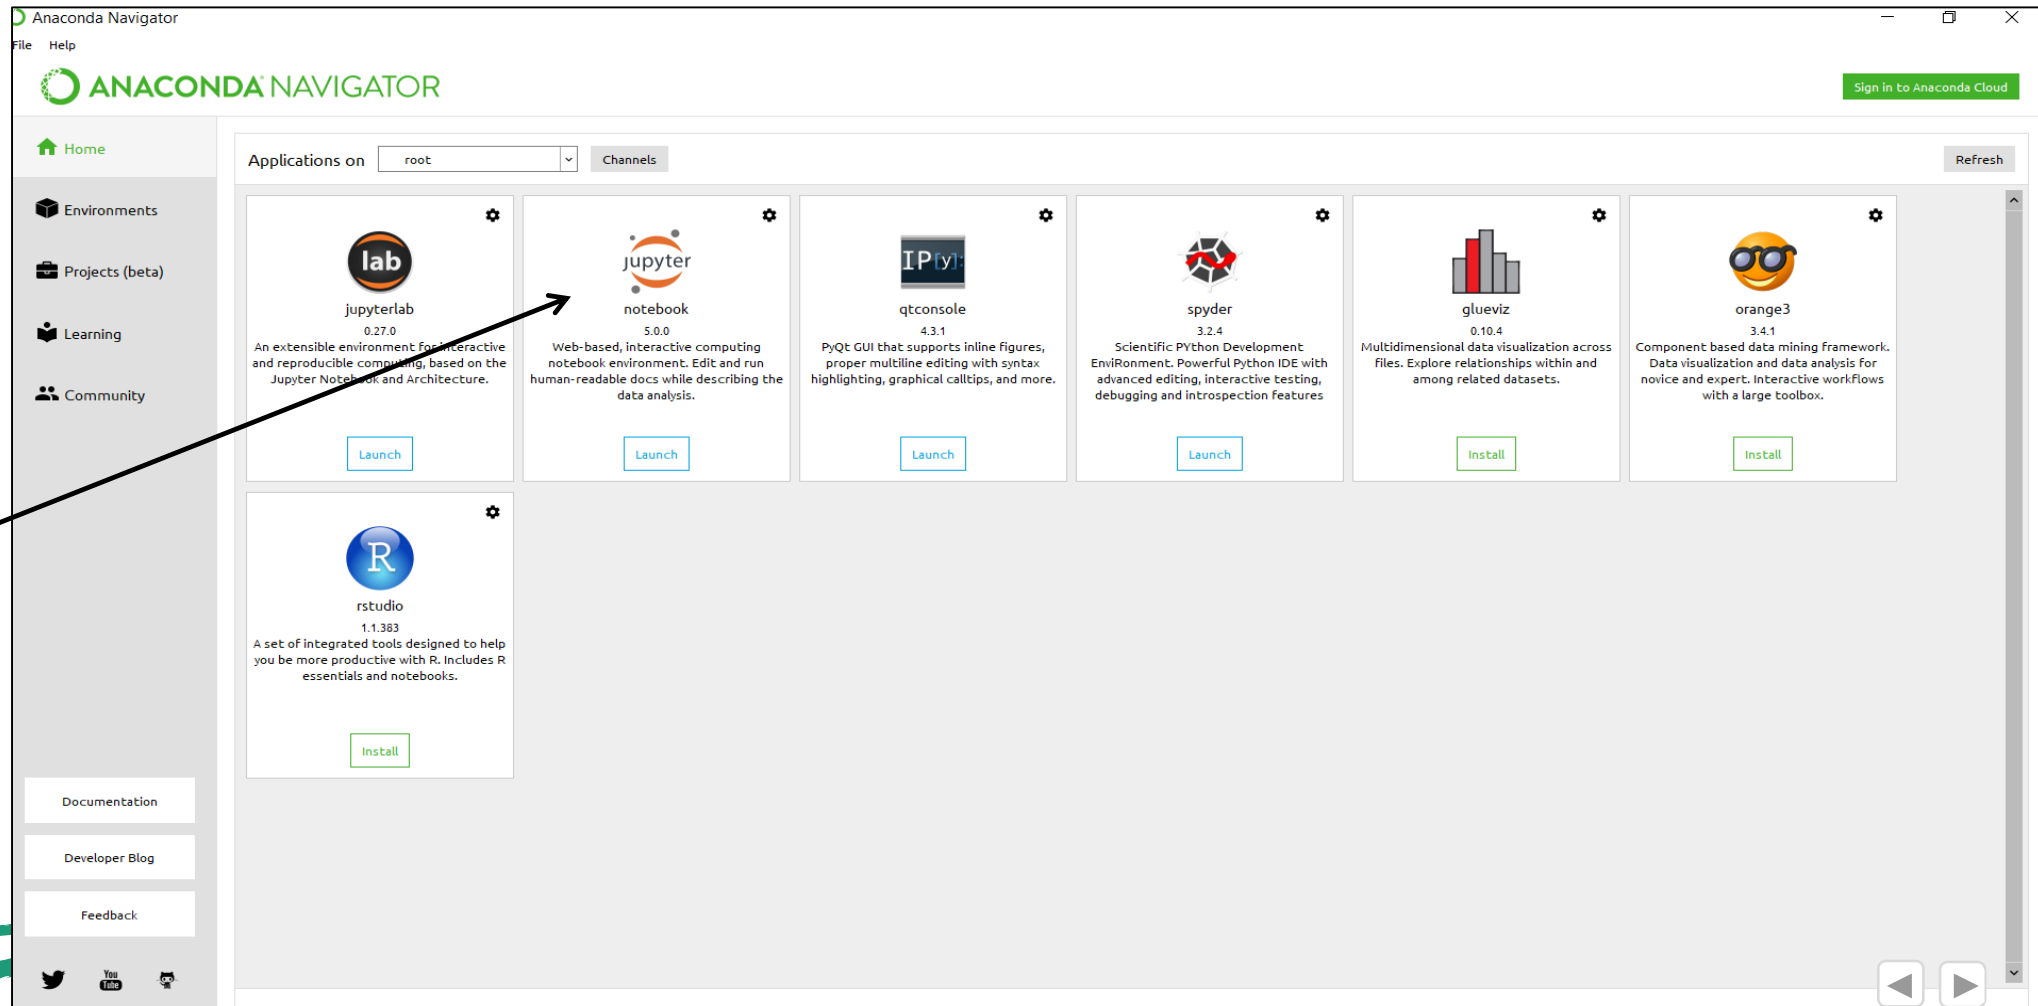 Anaconda Navigator
File Help
ANACONDA NAVIGATOR
Sign in to Anaconda Cloud
Home
Environments
Projects (beta)
Learning
Community
Applications on root Channels
Refresh
lab
jupyterlab
0.27.0
An extensible environment for interactive
and reproducible computing, based on the
Jupyter Notebook and Architecture.
Launch
jupyter
notebook
5.0.0
Web-based, interactive computing
notebook environment. Edit and run
human-readable docs while describing the
data analysis.
Launch
IP[y]:
qtconsole
4.3.1
PyQt GUI that supports inline figures,
proper multiline editing with syntax
highlighting, graphical calltips, and more.
Launch
spyder
3.2.4
Scientific PYthon Development
EnviRonment. Powerful Python IDE with
advanced editing, interactive testing,
debugging and introspection features
Launch
glueviz
0.10.4
Multidimensional data visualization across
files. Explore relationships within and
among related datasets.
Install
orange3
3.4.1
Component based data mining framework.
Data visualization and data analysis for
novice and expert. Interactive workflows
with a large toolbox.
Install
R
rstudio
1.1.383
A set of integrated tools designed to help
you be more productive with R. Includes R
essentials and notebooks.
Install
Documentation
Developer Blog
Feedback
You
Tube